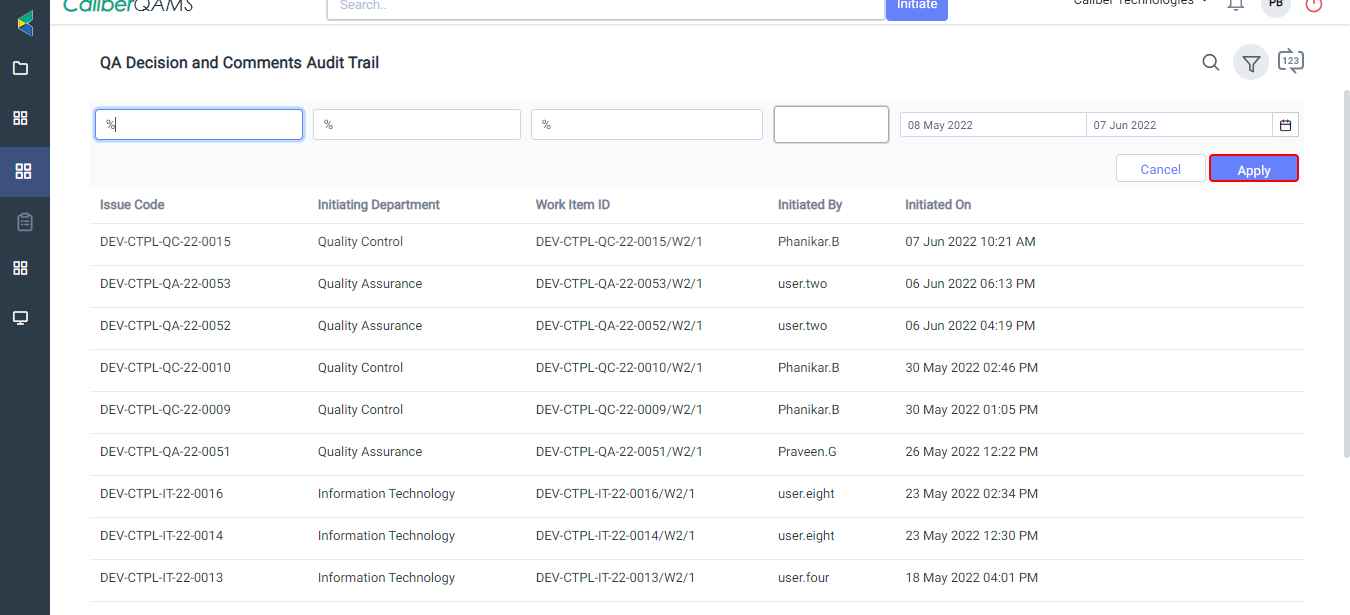 CaliberQAMS
Search..
Initiate
Caliber Technologies
PB
QA Decision and Comments Audit Trail
123
%
%
%
08 May 2022
07 Jun 2022
Cancel
Apply
Issue Code Initiating Department Work Item ID Initiated By Initiated On
DEV-CTPL-QC-22-0015 Quality Control DEV-CTPL-QC-22-0015/W2/1 Phanikar.B 07 Jun 2022 10:21 AM
DEV-CTPL-QA-22-0053 Quality Assurance DEV-CTPL-QA-22-0053/W2/1 user.two 06 Jun 2022 06:13 PM
DEV-CTPL-QA-22-0052 Quality Assurance DEV-CTPL-QA-22-0052/W2/1 user.two 06 Jun 2022 04:19 PM
DEV-CTPL-QC-22-0010 Quality Control DEV-CTPL-QC-22-0010/W2/1 Phanikar.B 30 May 2022 02:46 PM
DEV-CTPL-QC-22-0009 Quality Control DEV-CTPL-QC-22-0009/W2/1 Phanikar.B 30 May 2022 01:05 PM
DEV-CTPL-QA-22-0051 Quality Assurance DEV-CTPL-QA-22-0051/W2/1 Praveen.G 26 May 2022 12:22 PM
DEV-CTPL-IT-22-0016 Information Technology DEV-CTPL-IT-22-0016/W2/1 user.eight 23 May 2022 02:34 PM
DEV-CTPL-IT-22-0014 Information Technology DEV-CTPL-IT-22-0014/W2/1 user.eight 23 May 2022 12:30 PM
DEV-CTPL-IT-22-0013 Information Technology DEV-CTPL-IT-22-0013/W2/1 user.four 18 May 2022 04:01 PM